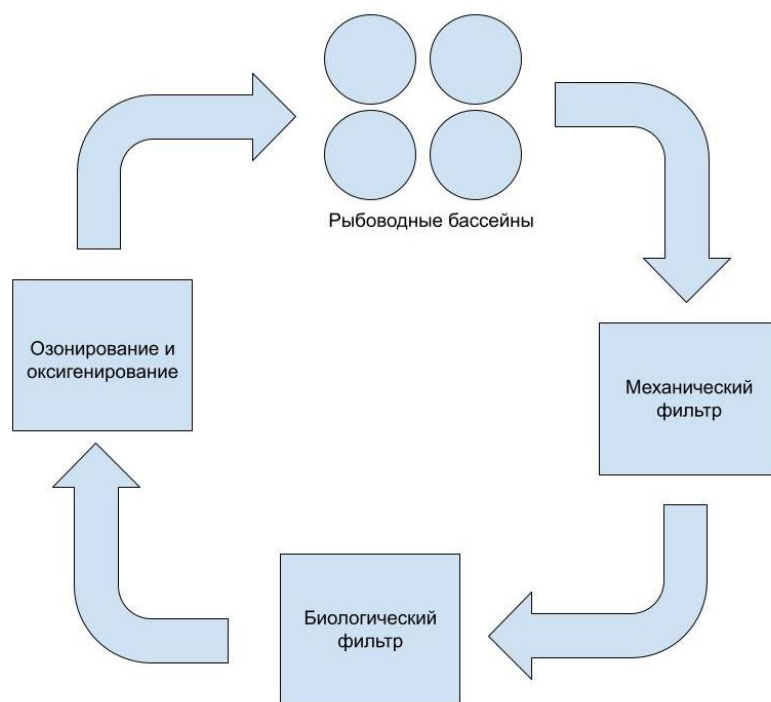 Рыбоводные бассейны
Озонирование и
оксигенирование
Механический
фильтр
Биологический
фильтр